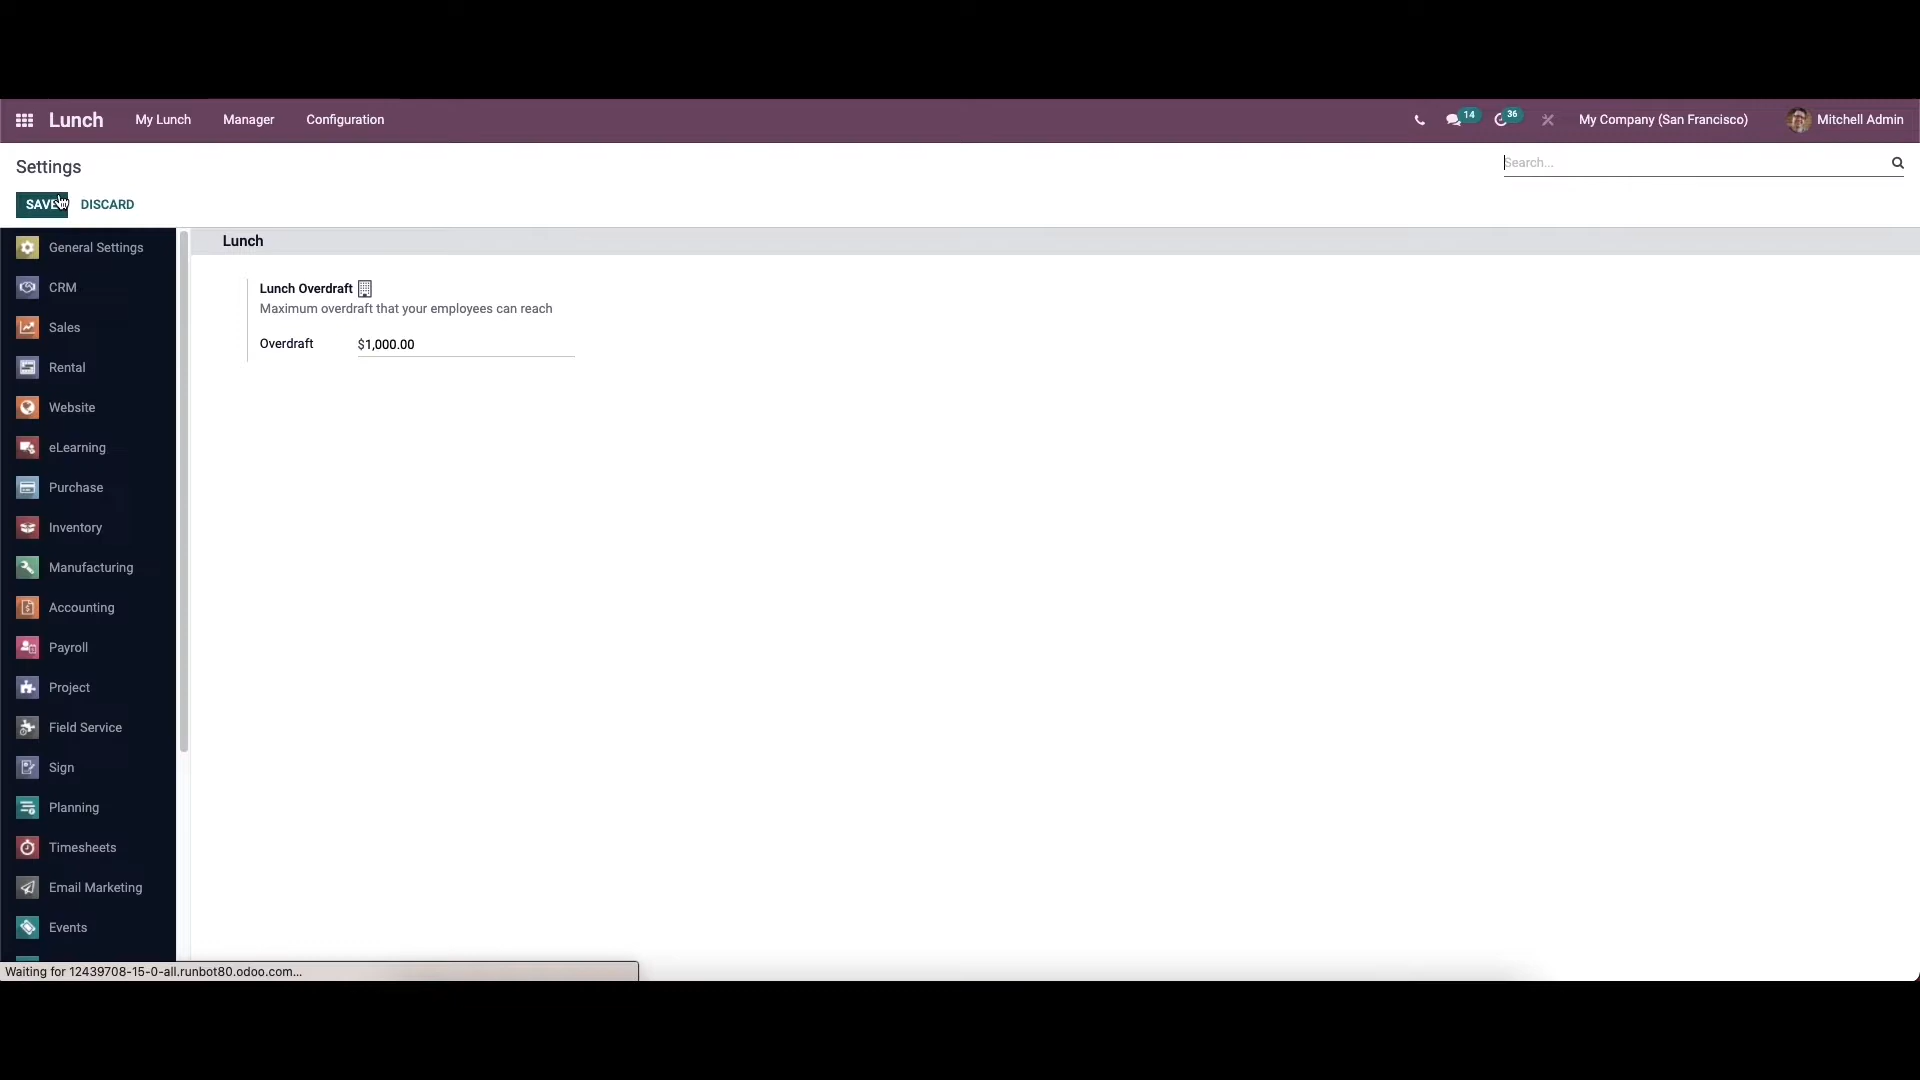 Lunch My Lunch Manager Configuration 14 36 My Company (San Francisco) Mitchell Admin
Settings Search...
SAVE DISCARD
General Settings
CRM
Sales
Rental
Website
eLearning
Purchase
Inventory
Manufacturing
Accounting
Payroll
Project
Field Service
Sign
Planning
Timesheets
Email Marketing
Events
Lunch
Lunch Overdraft
Maximum overdraft that your employees can reach
Overdraft $1,000.00
Waiting for 12439708-15-0-all.runbot80.odoo.com...